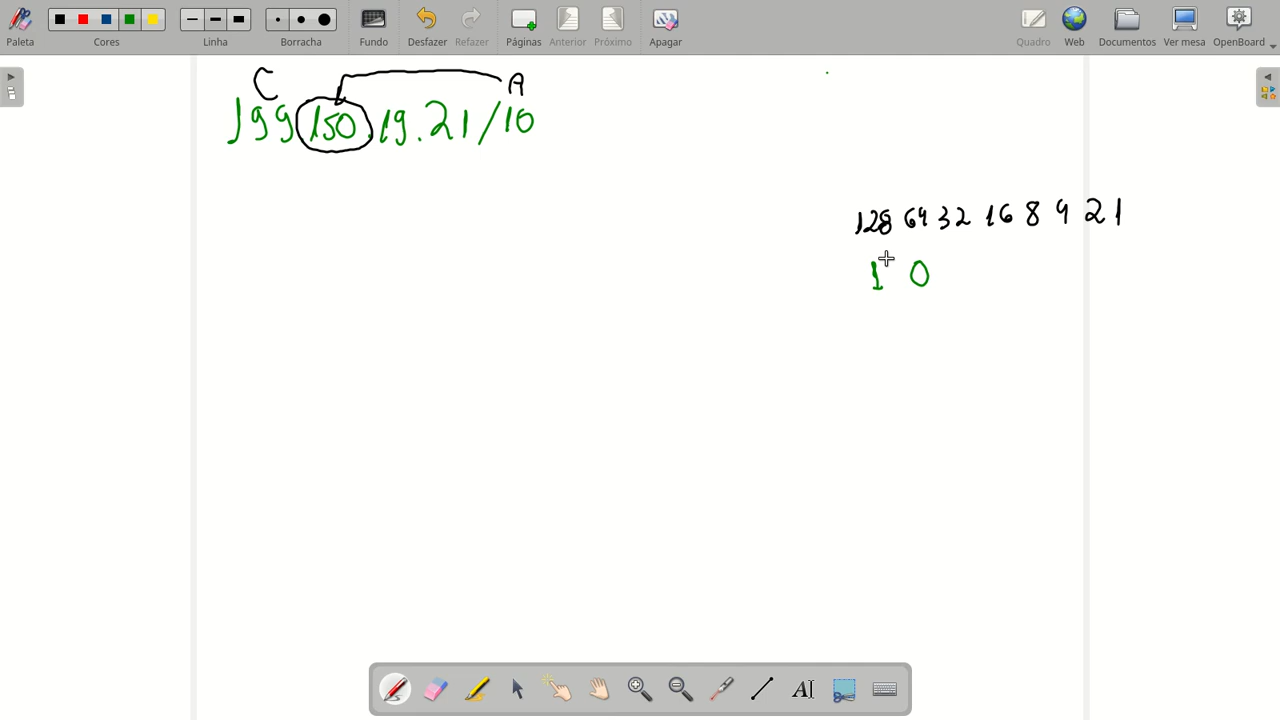 Paleta Cores Linha Borracha Fundo Desfazer Refazer Páginas Anterior Próximo Apagar Quadro Web Documentos Ver mesa OpenBoard
C A
199 150.19.21/10
128 64 32 16 8 4 2 1
1 0